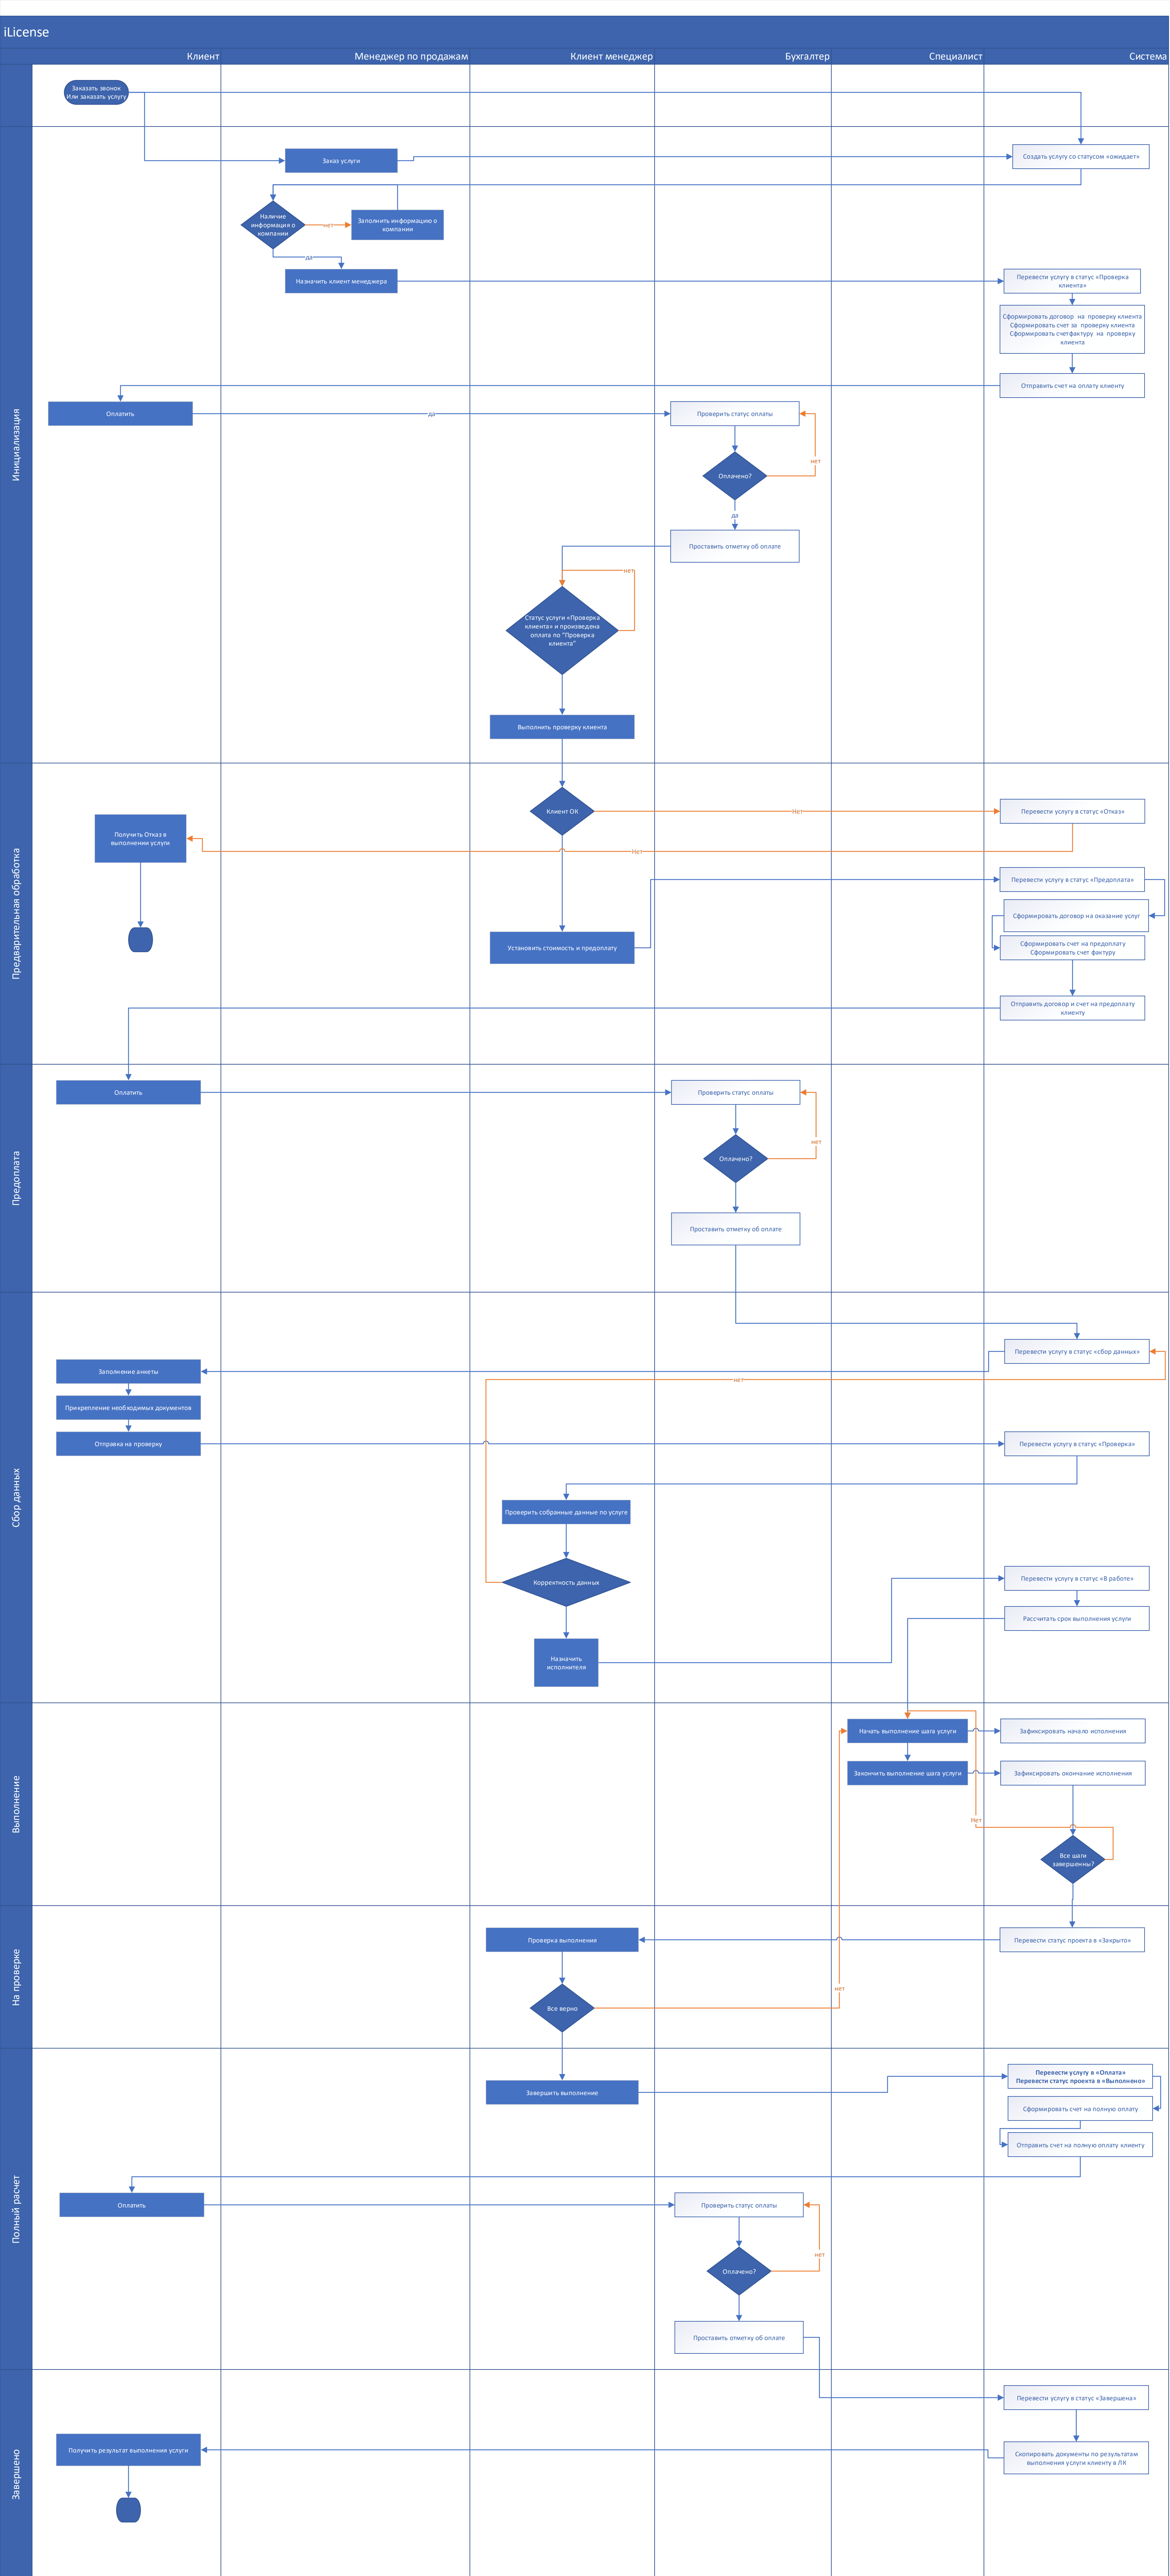 iLicense
Клиент
Менеджер по продажам
Клиент менеджер
Бухгалтер
Специалист
Система
Заказать звонок
Или заказать услугу
Инициализация
Заказ услуги
Создать услугу со статусом «ожидает»
Наличие
информация о
компании
нет
Заполнить информацию о
компании
да
Назначить клиент менеджера
Перевести услугу в статус «Проверка
клиента»
Сформировать договор на проверку клиента
Сформировать счет за проверку клиента
Сформировать счетфактуру на проверку
клиента
Отправить счет на оплату клиенту
Оплатить
да
Проверить статус оплаты
нет
Оплачено?
да
Проставить отметку об оплате
нет
Статус услуги «Проверка
клиента» и произведена
оплата по "Проверка
клиента"
Выполнить проверку клиента
Предварительная обработка
Клиент ОК
Нет
Перевести услугу в статус «Отказ»
Получить Отказ в
выполнении услуги
Нет
Перевести услугу в статус «Предоплата»
Сформировать договор на оказание услуг
Установить стоимость и предоплату
Сформировать счет на предоплату
Сформировать счет фактуру
Отправить договор и счет на предоплату
клиенту
Предоплата
Оплатить
Проверить статус оплаты
нет
Оплачено?
Проставить отметку об оплате
Сбор данных
Перевести услугу в статус «сбор данных»
Заполнение анкеты
нет
Прикрепление необходимых документов
Отправка на проверку
Перевести услугу в статус «Проверка»
Проверить собранные данные по услуге
Корректность данных
Перевести услугу в статус «В работе»
Рассчитать срок выполнения услуги
Назначить
исполнителя
Выполнение
Начать выполнение шага услуги
Зафиксировать начало исполнения
Закончить выполнение шага услуги
Зафиксировать окончание исполнения
Нет
Все шаги
завершенны?
На проверке
Проверка выполнения
Перевести статус проекта в «Закрыто»
нет
Все верно
Полный расчет
Перевести услугу в «Оплата»
Перевести статус проекта в «Выполнено»
Завершить выполнение
Сформировать счет на полную оплату
Отправить счет на полную оплату клиенту
Оплатить
Проверить статус оплаты
нет
Оплачено?
Проставить отметку об оплате
Завершено
Перевести услугу в статус «Завершена»
Получить результат выполнения услуги
Скопировать документы по результатам
выполнения услуги клиенту в ЛК